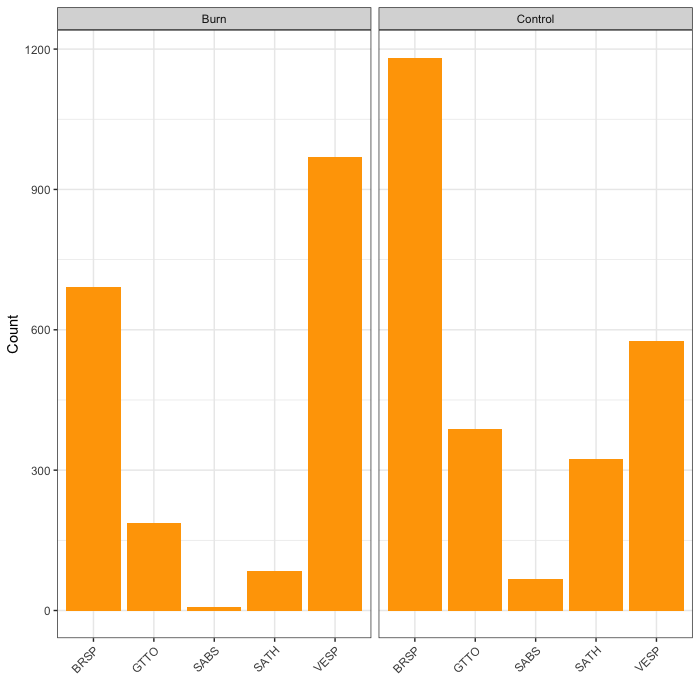 Burn
Control
Count
1200
900
600
300
0
BRSP
GTTO
SABS
SATH
VESP
BRSP
GTTO
SABS
SATH
VESP